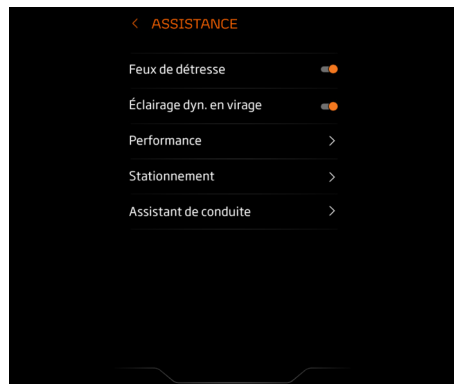 ASSISTANCE
Feux de détresse
Éclairage dyn. en virage
Performance
Stationnement
Assistant de conduite